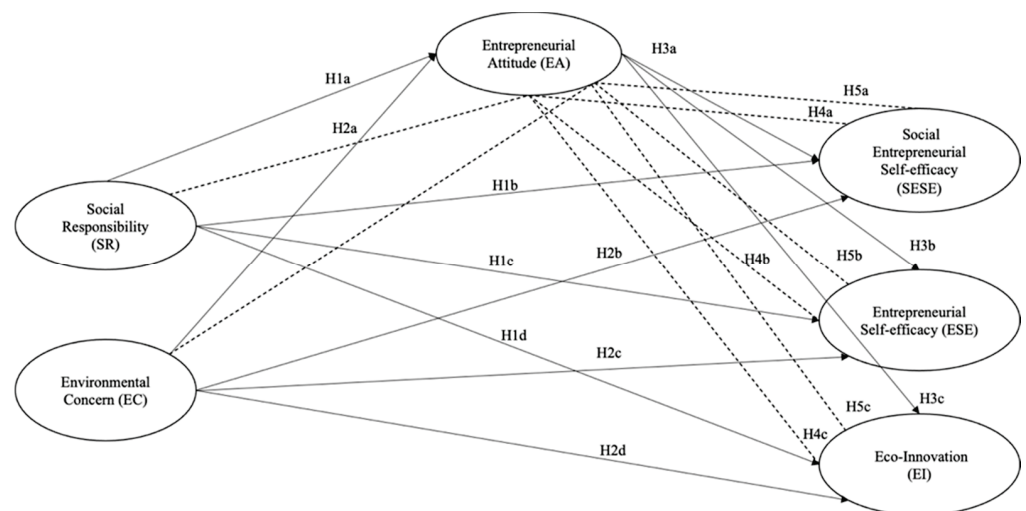 Entrepreneurial
Attitude (EA)
H3a
H1a
H5a
H4a
H2a
Social
Entrepreneurial
Self-efficacy
(SESE)
H1b
Social
Responsibility
(SR)
H2b
H3b
H1c
H4b
H5b
Entrepreneurial
Self-efficacy (ESE)
H1d
H2c
Environmental
Concern (EC)
H3c
H5c
H4c
H2d
Eco-Innovation
(EI)